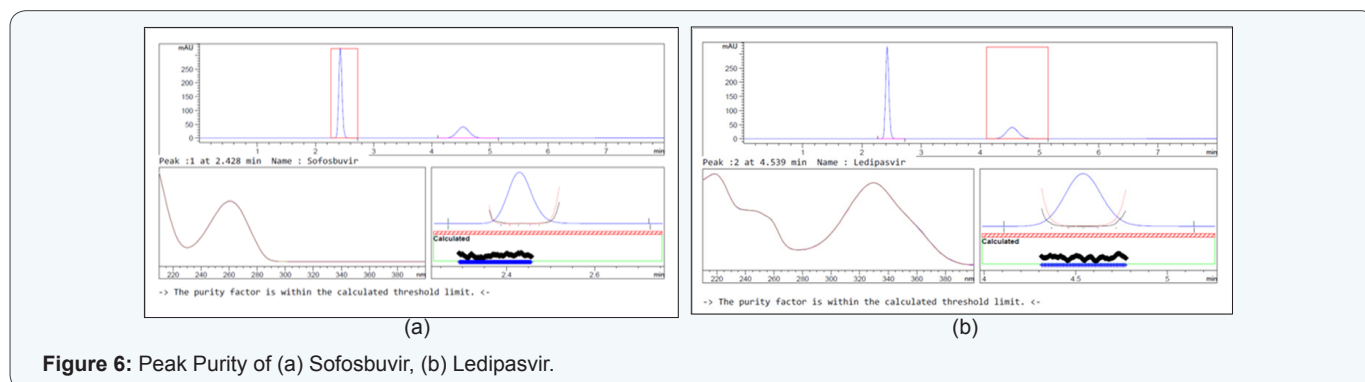 mAU
250
200
150
100
50
0
1 2 3 4 5 6 7 min
Peak :1 at 2.428 min Name : Sofosbuvir
220 240 260 280 300 320 340 360 380 nm
Calculated
2.4 2.6 min
-> The purity factor is within the calculated threshold limit. <-
(a)
mAU
250
200
150
100
50
0
1 2 3 4 5 6 7 min
Peak :2 at 4.539 min Name : Ledipasvir
220 240 260 280 300 320 340 360 380 nm
Calculated
4 4.5 5 min
-> The purity factor is within the calculated threshold limit. <-
(b)
Figure 6: Peak Purity of (a) Sofosbuvir, (b) Ledipasvir.